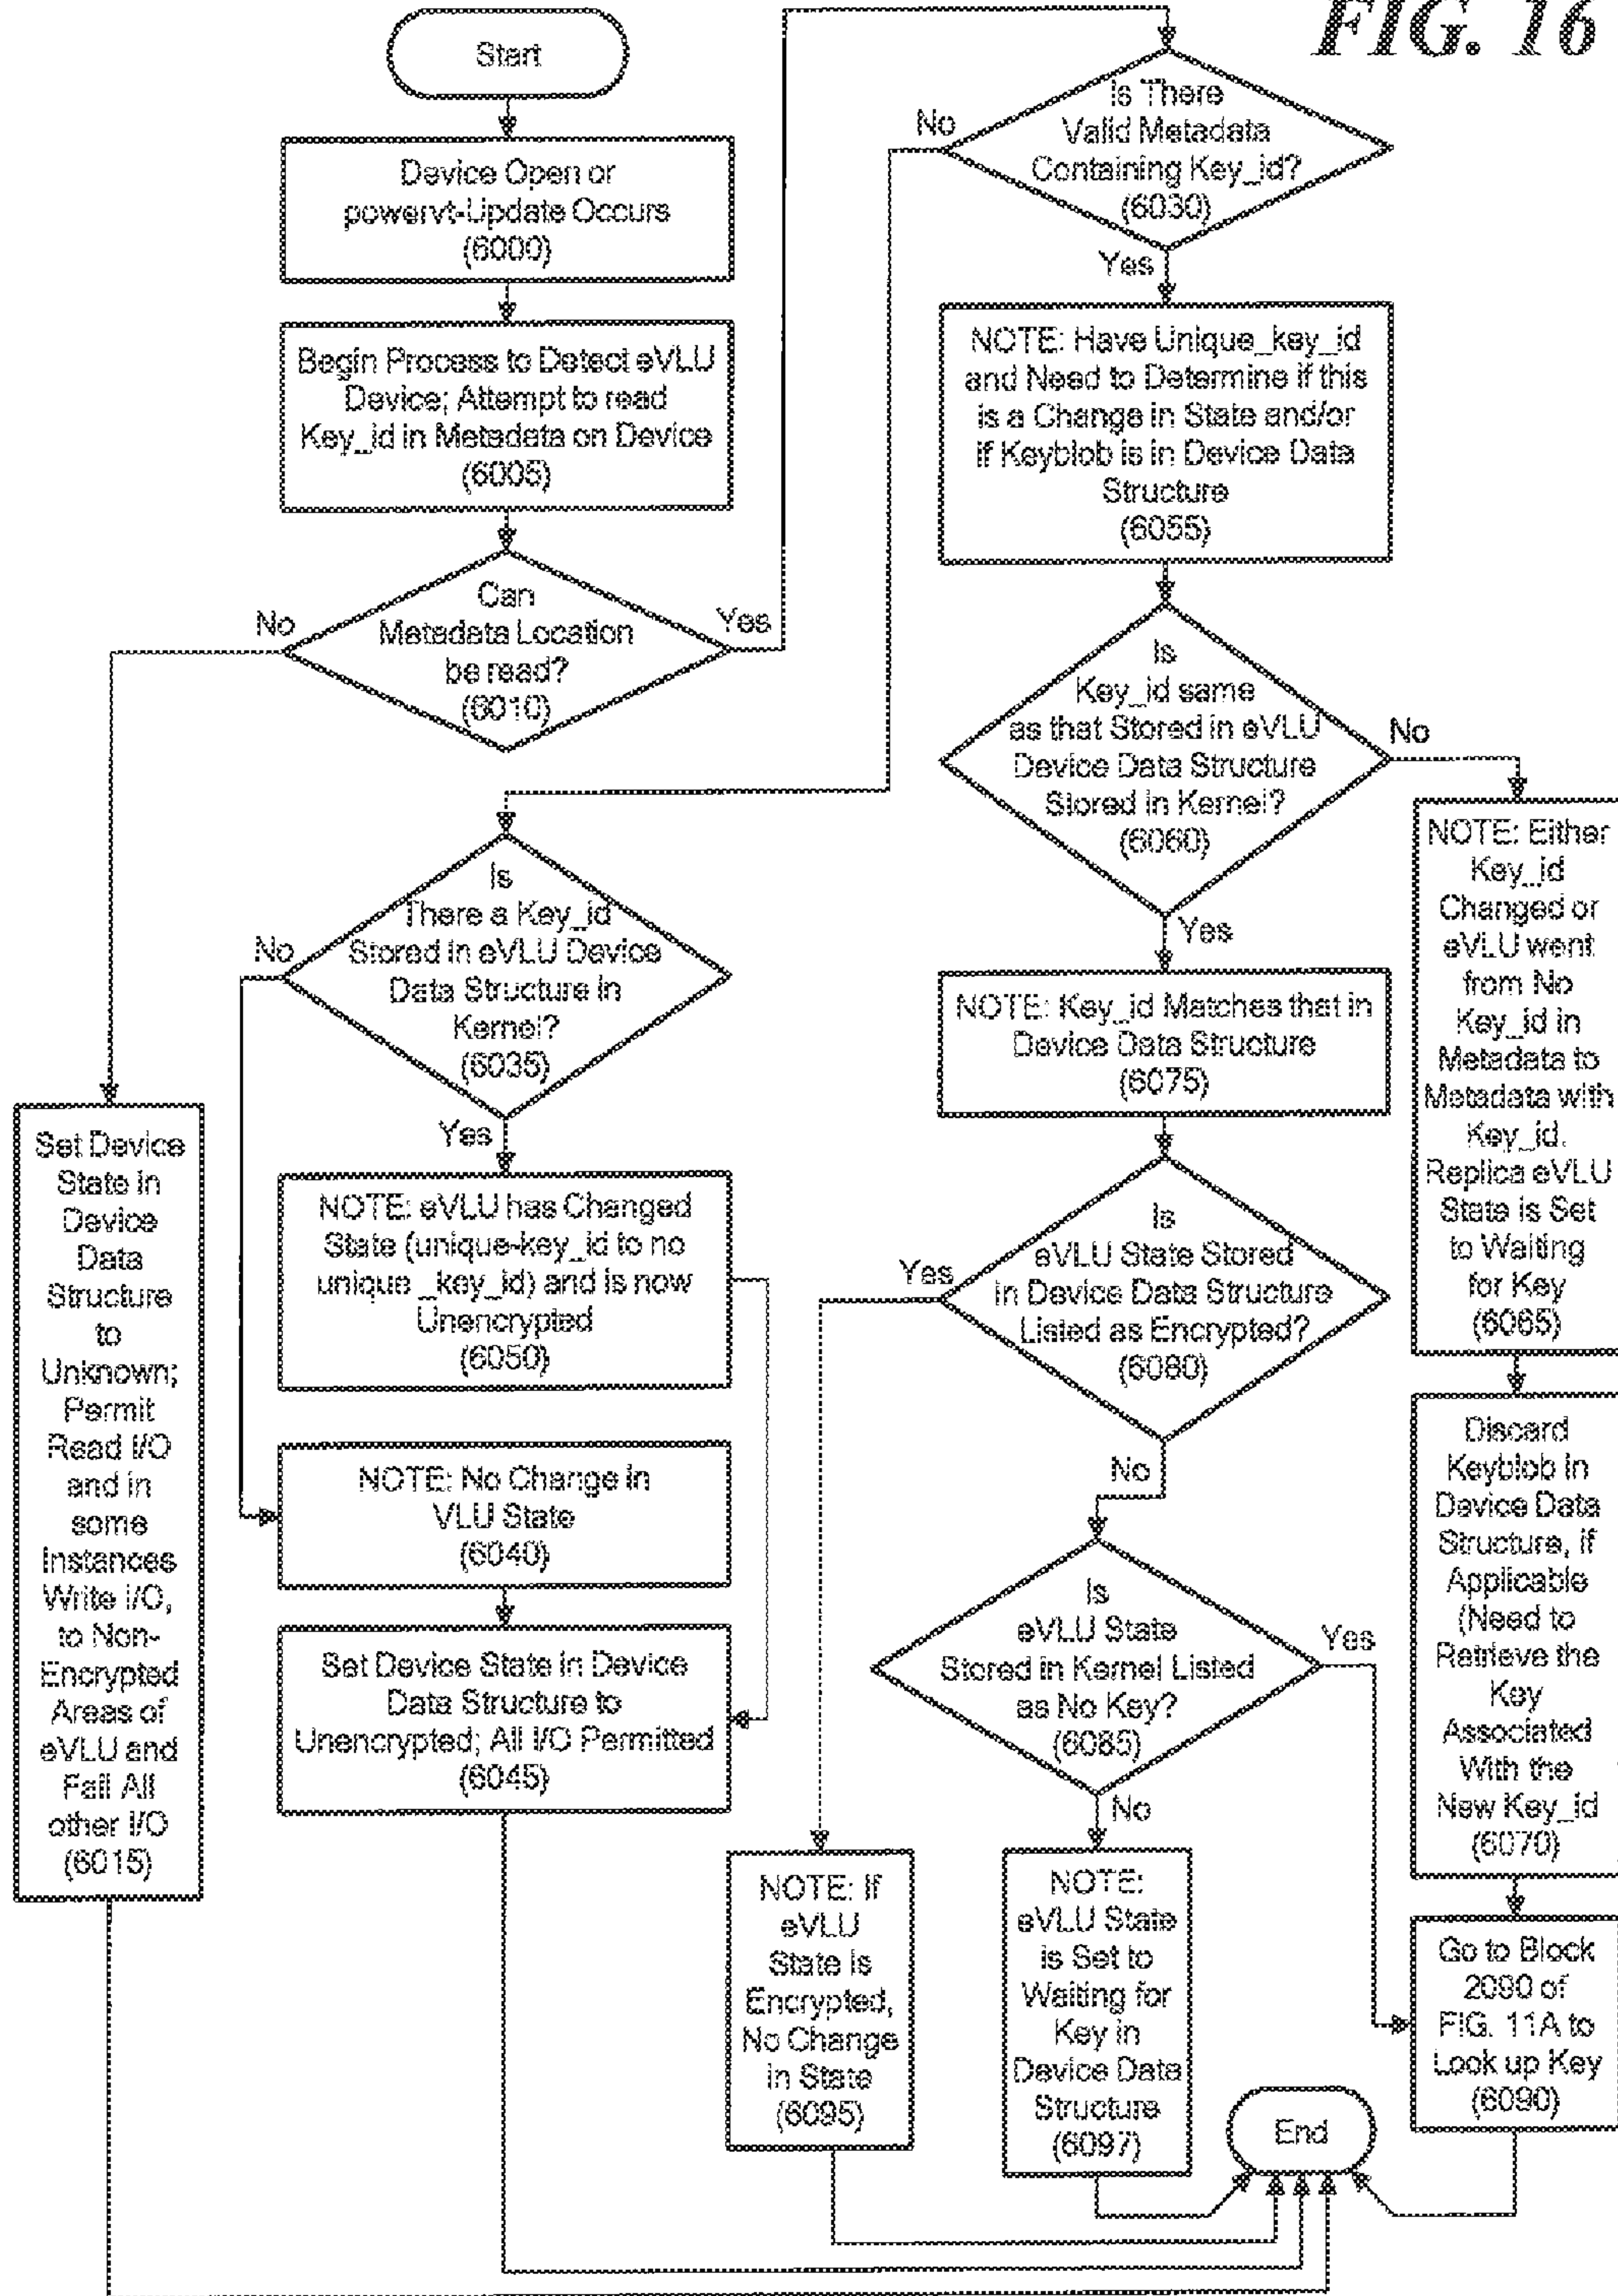 FIG. 16
Start
Device Open or
powervt-Update Occurs
(6000)
Begin Process to Detect eVLU
Device; Attempt to read
Key_id in Metadata on Device
(6005)
Can
Metadata Location
be read?
(6010)
No
Yes
Set Device
State in
Device
Data
Structure
to
Unknown;
Permit
Read I/O
and in
some
Instances
Write I/O,
to Non-
Encrypted
Areas of
eVLU and
Fail All
other I/O
(6015)
Is There
Valid Metadata
Containing Key_id?
(6030)
No
Yes
Is
There a Key_id
Stored in eVLU Device
Data Structure in
Kernel?
(6035)
No
Yes
NOTE: eVLU has Changed
State (unique-key_id to no
unique _key_id) and is now
Unencrypted
(6050)
NOTE: No Change in
VLU State
(6040)
Set Device State in Device
Data Structure to
Unencrypted; All I/O Permitted
(6045)
NOTE: Have Unique_key_id
and Need to Determine if this
is a Change in State and/or
if Keyblob is in Device Data
Structure
(6055)
Is
Key_id same
as that Stored in eVLU
Device Data Structure
Stored in Kernel?
(6060)
No
Yes
NOTE: Either
Key_id
Changed or
eVLU went
from No
Key_id in
Metadata to
Metadata with
Key_id.
Replica eVLU
State is Set
to Waiting
for Key
(6065)
Discard
Keyblob in
Device Data
Structure, if
Applicable
(Need to
Retrieve the
Key
Associated
With the
New Key_id
(6070)
Go to Block
2090 of
FIG. 11A to
Look up Key
(6090)
NOTE: Key_id Matches that in
Device Data Structure
(6075)
Is
eVLU State Stored
in Device Data Structure
Listed as Encrypted?
(6080)
Yes
No
Is
eVLU State
Stored in Kernel Listed
as No Key?
(6085)
Yes
No
NOTE: If
eVLU
State is
Encrypted,
No Change
in State
(6095)
NOTE:
eVLU State
is Set to
Waiting for
Key in
Device Data
Structure
(6097)
End